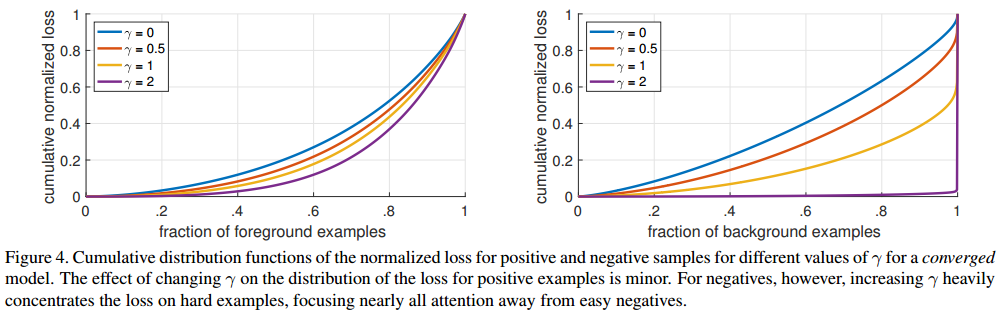 cumulative normalized loss
1
0.8
0.6
0.4
0.2
0
γ = 0
γ = 0.5
γ = 1
γ = 2
0
.2
.4
.6
.8
1
fraction of foreground examples
cumulative normalized loss
1
0.8
0.6
0.4
0.2
0
γ = 0
γ = 0.5
γ = 1
γ = 2
0
.2
.4
.6
.8
1
fraction of background examples
Figure 4. Cumulative distribution functions of the normalized loss for positive and negative samples for different values of γ for a converged
model. The effect of changing γ on the distribution of the loss for positive examples is minor. For negatives, however, increasing γ heavily
concentrates the loss on hard examples, focusing nearly all attention away from easy negatives.